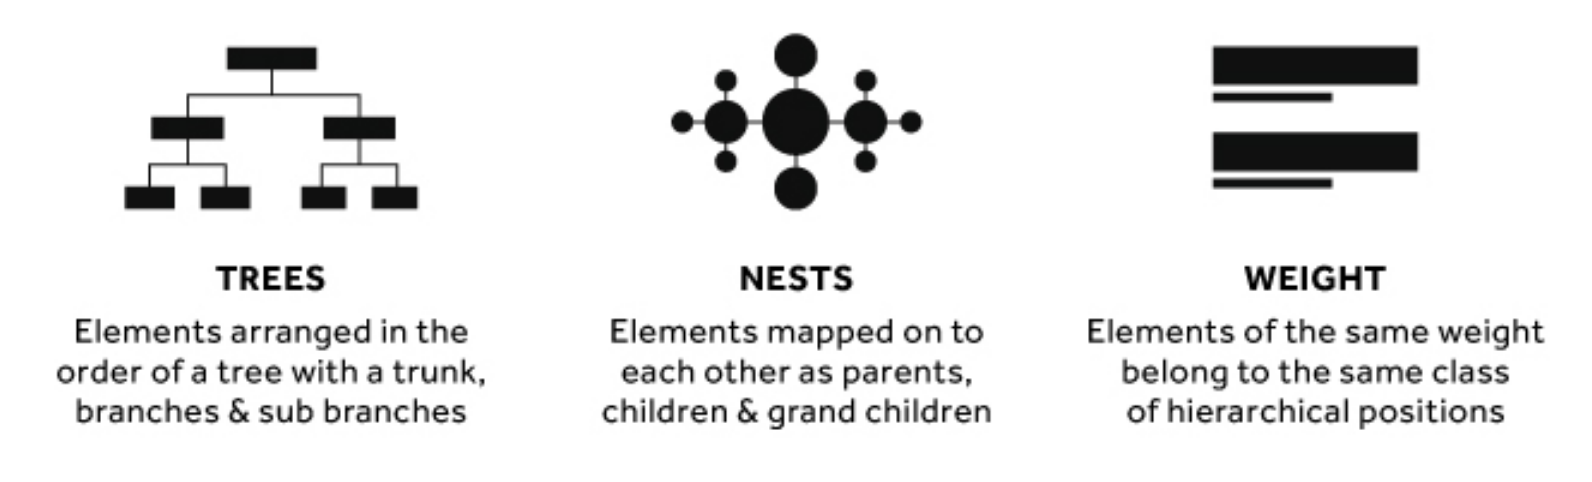 TREES
Elements arranged in the
order of a tree with a trunk,
branches & sub branches
NESTS
Elements mapped on to
each other as parents,
children & grand children
WEIGHT
Elements of the same weight
belong to the same class
of hierarchical positions